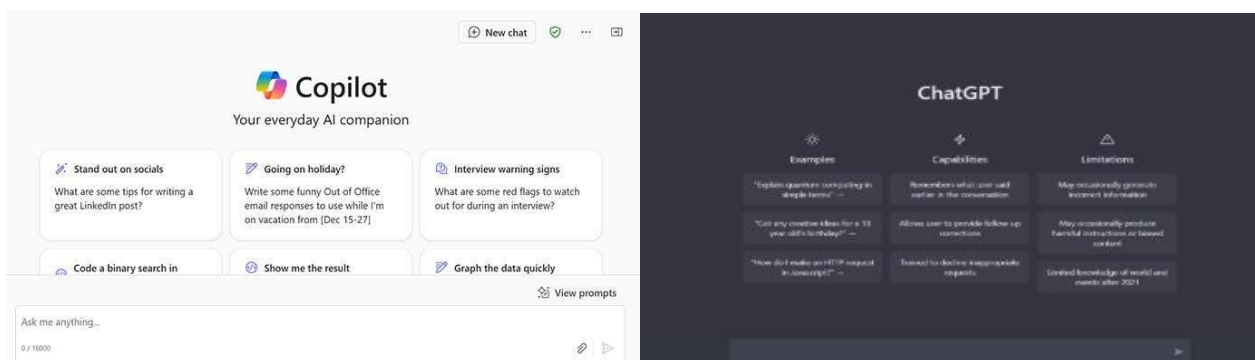 New chat
Copilot
Your everyday AI companion
Stand out on socials
What are some tips for writing a
great LinkedIn post?
Going on holiday?
Write some funny Out of Office
email responses to use while I'm
on vacation from [Dec 15-27]
Interview warning signs
What are some red flags to watch
out for during an interview?
Code a binary search in
Show me the result
Graph the data quickly
View prompts
Ask me anything...
0 / 16000
ChatGPT
Examples
"Explain quantum computing in
simple terms" →
"Got any creative ideas for a 10
year old's birthday?" →
"How do I make an HTTP request
in Javascript?" →
Capabilities
Remembers what user said
earlier in the conversation
Allows user to provide follow-up
corrections
Trained to decline inappropriate
requests
Limitations
May occasionally generate
incorrect information
May occasionally produce
harmful instructions or biased
content
Limited knowledge of world and
events after 2021